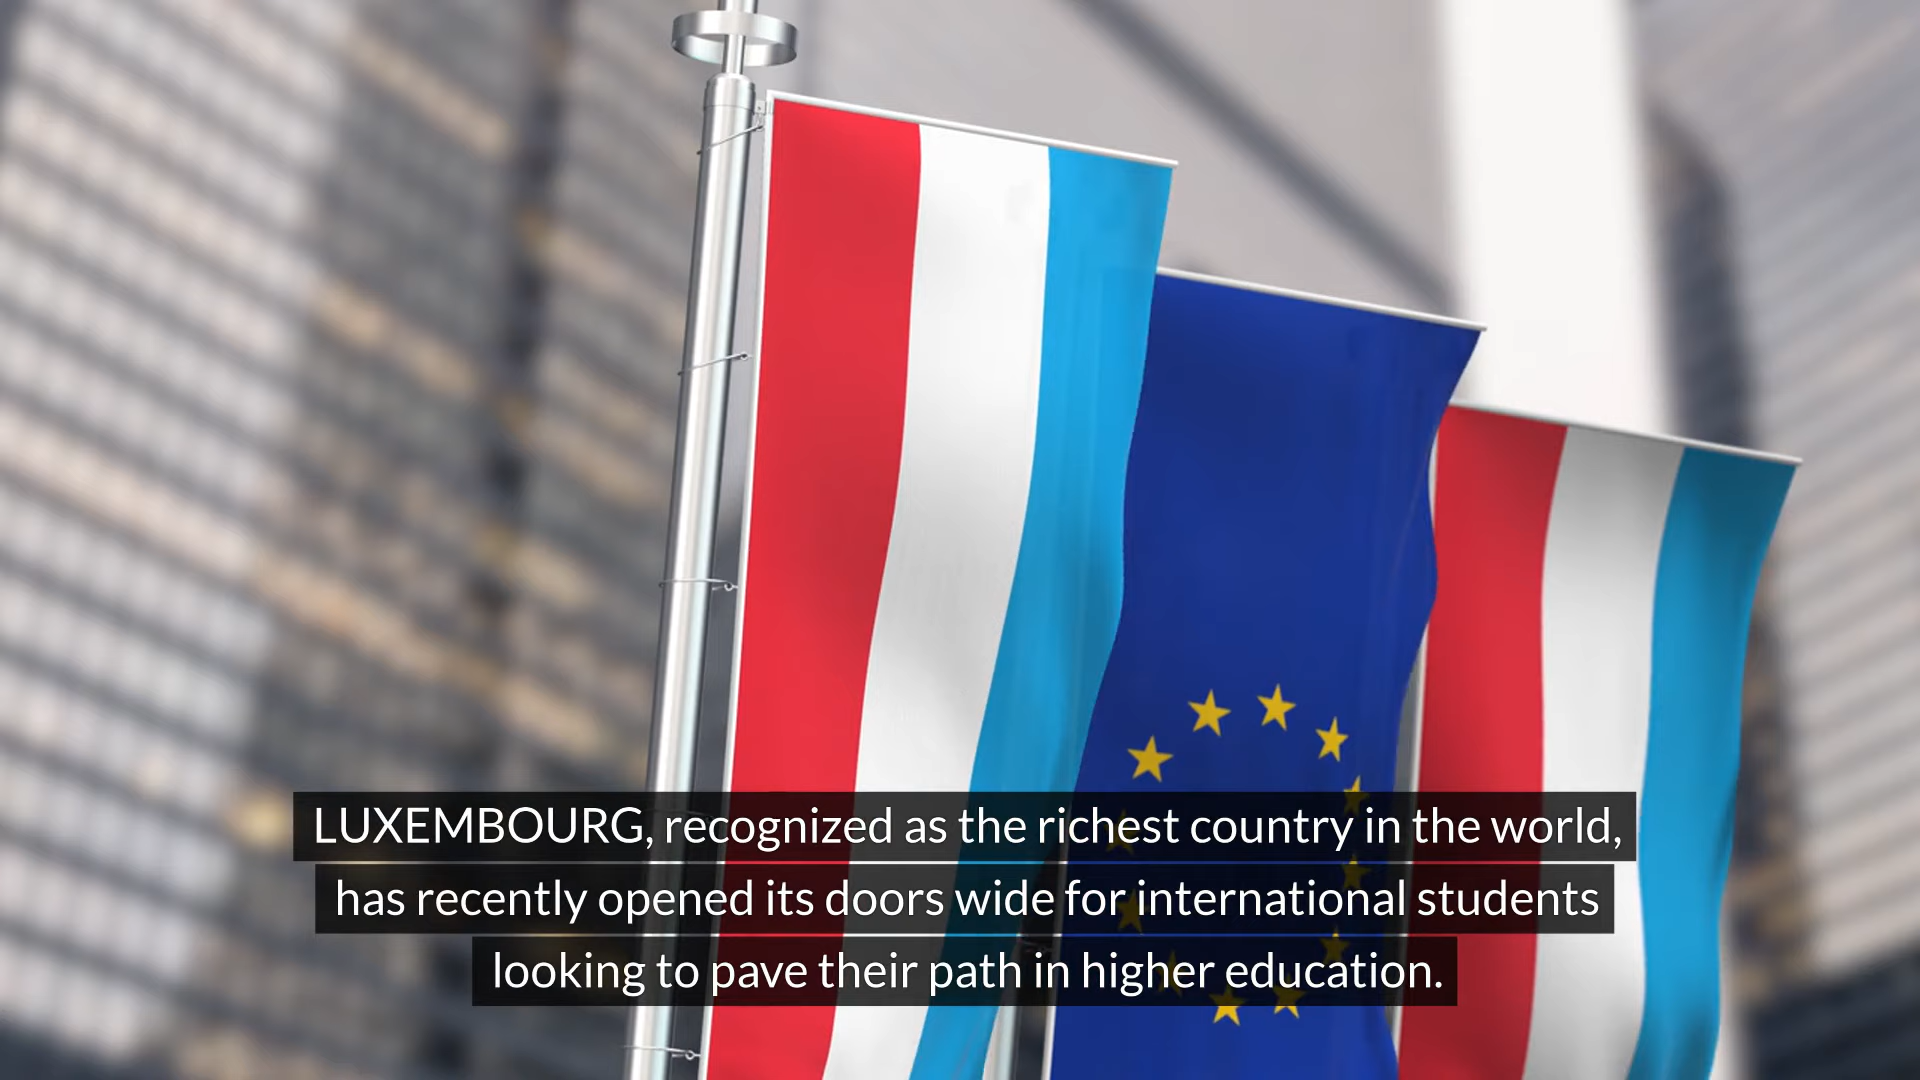 LUXEMBOURG, recognized as the richest country in the world,
has recently opened its doors wide for international students
looking to pave their path in higher education.